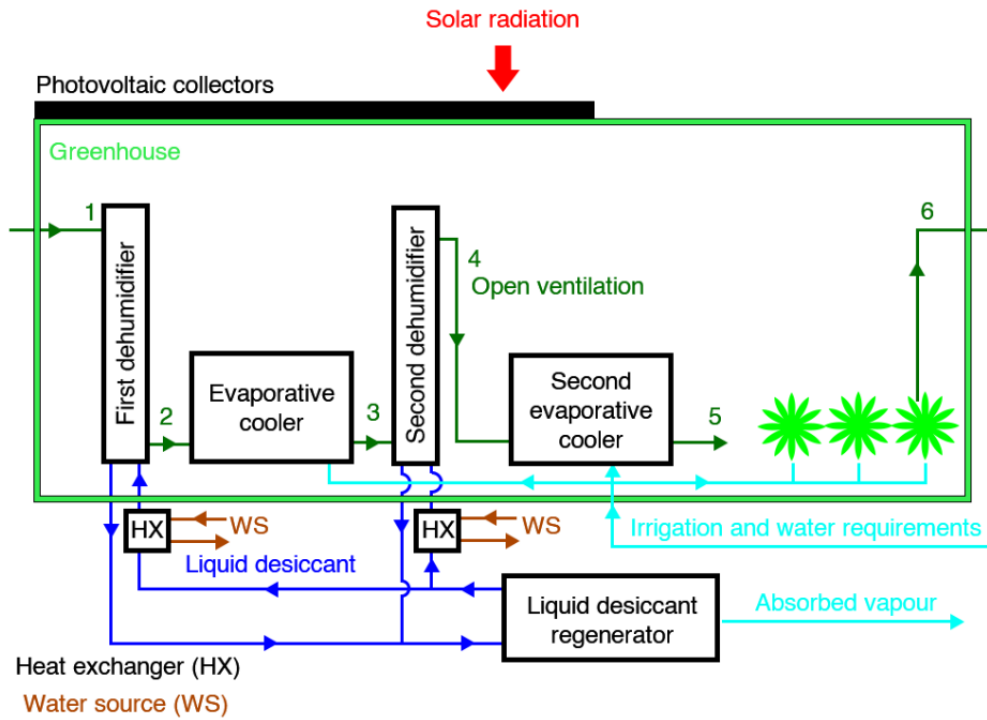 Solar radiation
Photovoltaic collectors
Greenhouse
1
First dehumidifier
2
Evaporative
cooler
3
Second dehumidifier
4
Open ventilation
Second
evaporative
cooler
5
6
HX
WS
HX
WS
Irrigation and water requirements
Liquid desiccant
Liquid desiccant
regenerator
Absorbed vapour
Heat exchanger (HX)
Water source (WS)